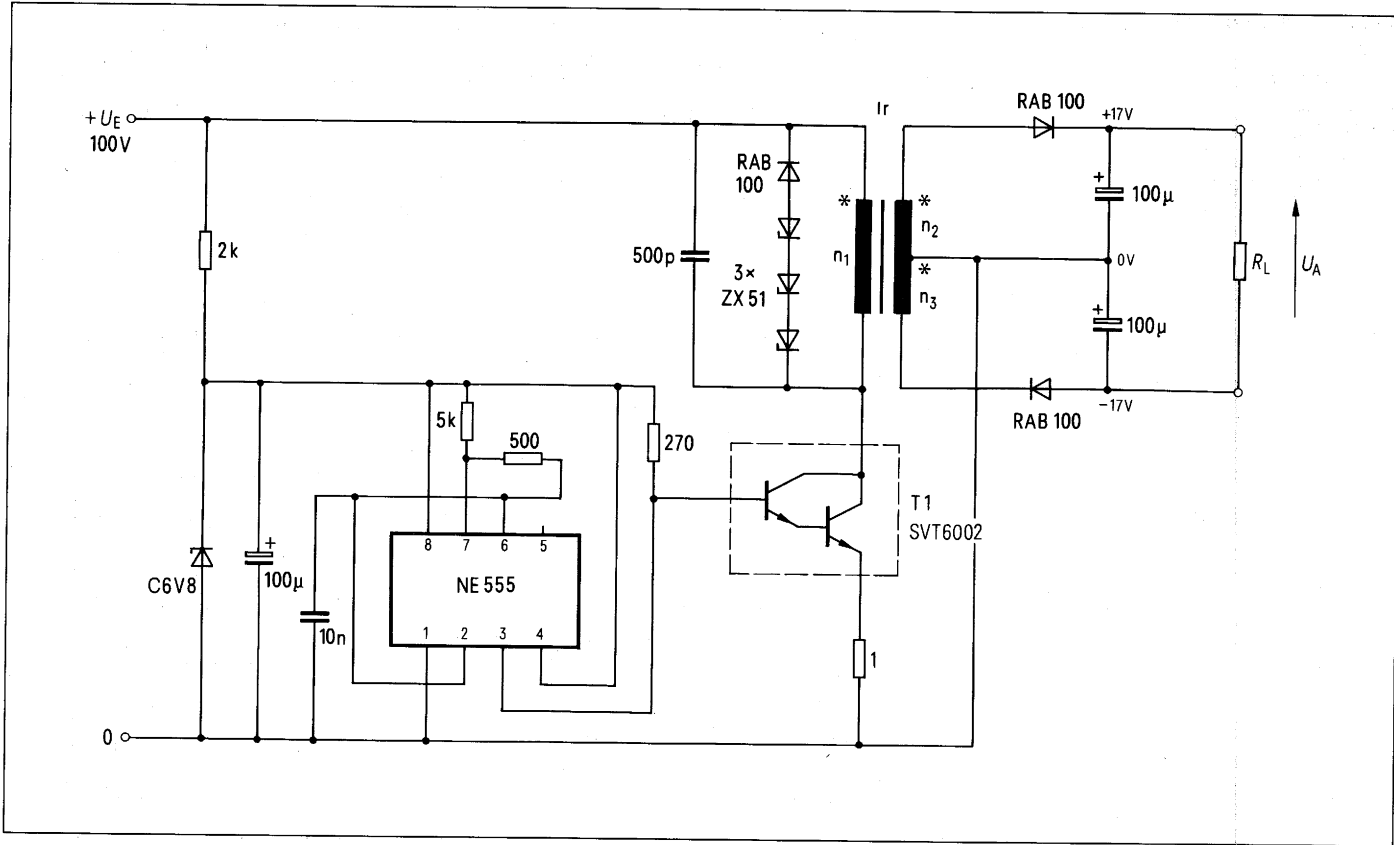 +U_E
100V
2k
C6V8
100µ
+
10n
5k
500
270
8 7 6 5
NE 555
1 2 3 4
500p
RAB
100
3×
ZX 51
*
n₁
Ir
*
n₂
*
n₃
T1
SVT6002
1
RAB 100
+17V
+
100µ
0V
+
100µ
-17V
RAB 100
R_L
U_A
0